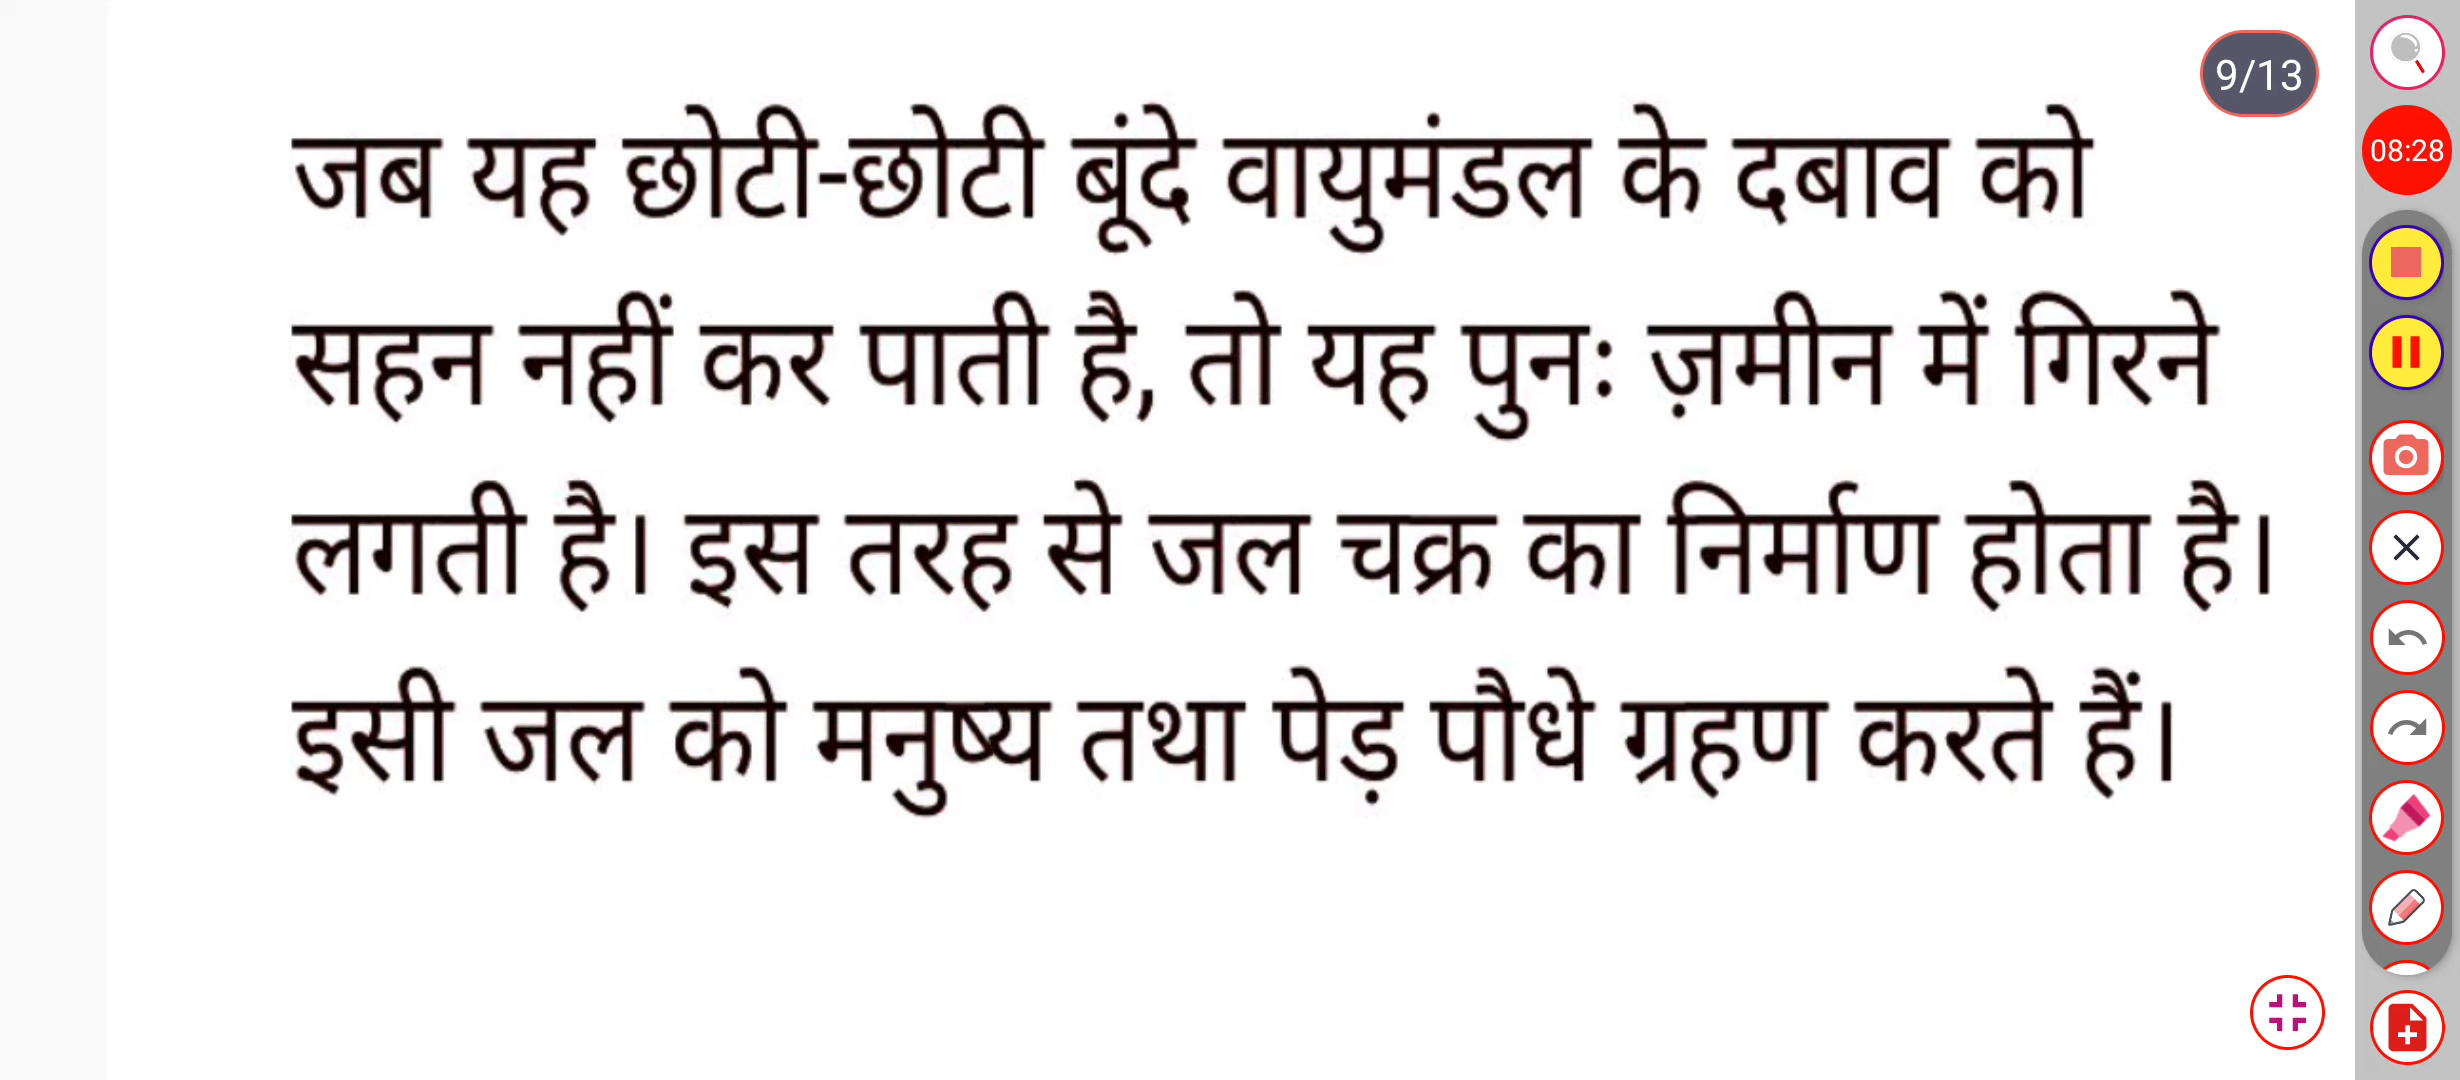 9/13
08:28
जब यह छोटी-छोटी बूंदे वायुमंडल के दबाव को
सहन नहीं कर पाती है, तो यह पुनः ज़मीन में गिरने
लगती है। इस तरह से जल चक्र का निर्माण होता है।
इसी जल को मनुष्य तथा पेड़ पौधे ग्रहण करते हैं।